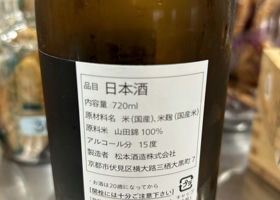 品目 日本酒
内容量 720ml
原材料名 米(国産)、米麹(国産米)
原料米 山田錦 100%
アルコール分 15度
製造者 松本酒造株式会社
京都市伏見区横大路三栖大黒町7
お酒は20歳になってから
(開栓には十分ご注意下さい)